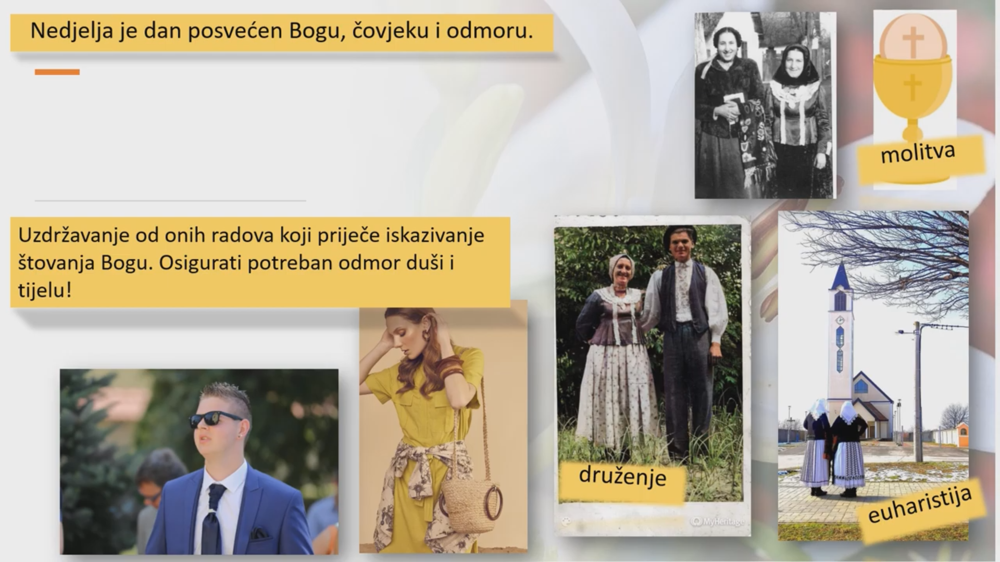 Nedjelja je dan posvećen Bogu, čovjeku i odmoru.
molitva
Uzdržavanje od onih radova koji priječe iskazivanje
štovanja Bogu. Osigurati potreban odmor duši i
tijelu!
druženje
MyHeritage
euharistija